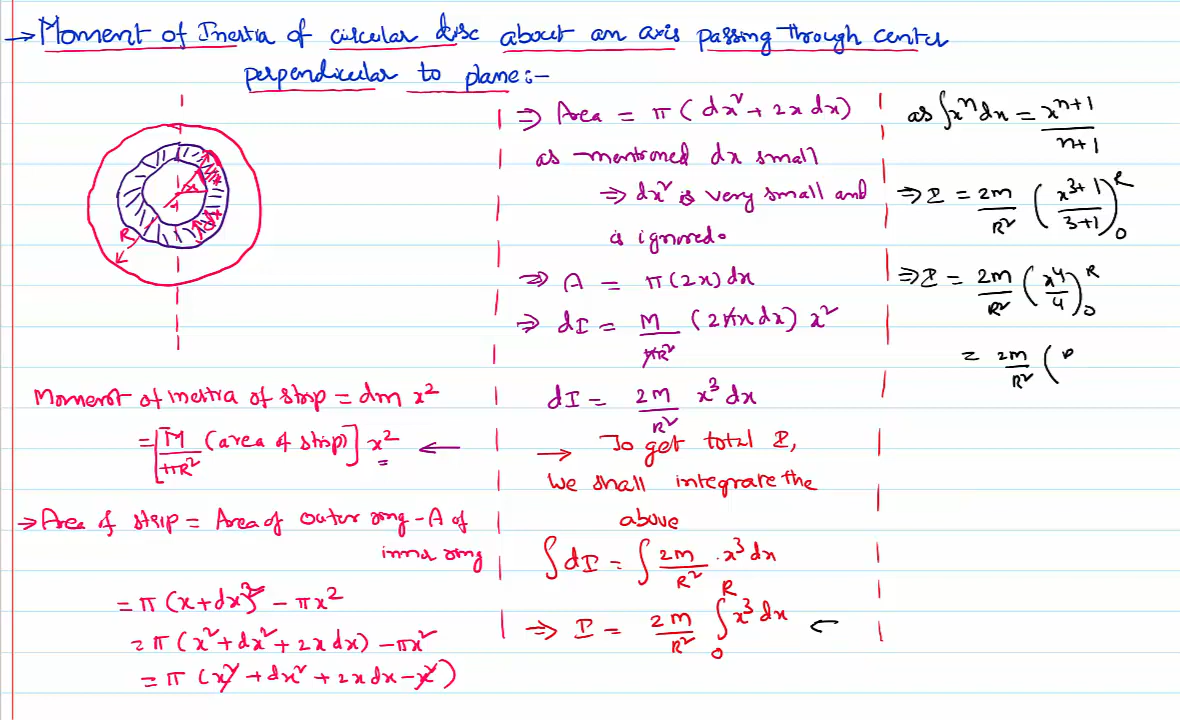 → Moment of Inertia of circular disc about an axis passing through center
perpendicular to plane:-
x
r
dx
R
Moment of inertia of strip = dm x²
= [M/πR² (area of strip)] x² ←
→ Area of strip = Area of outer ring - A of
inner ring
= π (x+dx)² - πx²
= π (x² + dx² + 2x dx) - πx²
= π (x² + dx² + 2x dx - x²)
⇒ Area = π (dx² + 2x dx)
as mentioned dx small
⇒ dx² is very small and
is ignored.
⇒ A = π (2x) dx
⇒ dI = M/πR² (2πx dx) x²
dI = 2M/R² x³ dx
→ To get total I,
We shall integrate the
above
∫dI = ∫ 2m/R² · x³ dx
⇒ I = 2m/R² ∫₀ᴿ x³ dx ←
as ∫xⁿ dx = xⁿ⁺¹/n+1
⇒ I = 2m/R² (x³⁺¹/3+1)₀ᴿ
⇒ I = 2m/R² (x⁴/4)₀ᴿ
= 2m/R² (